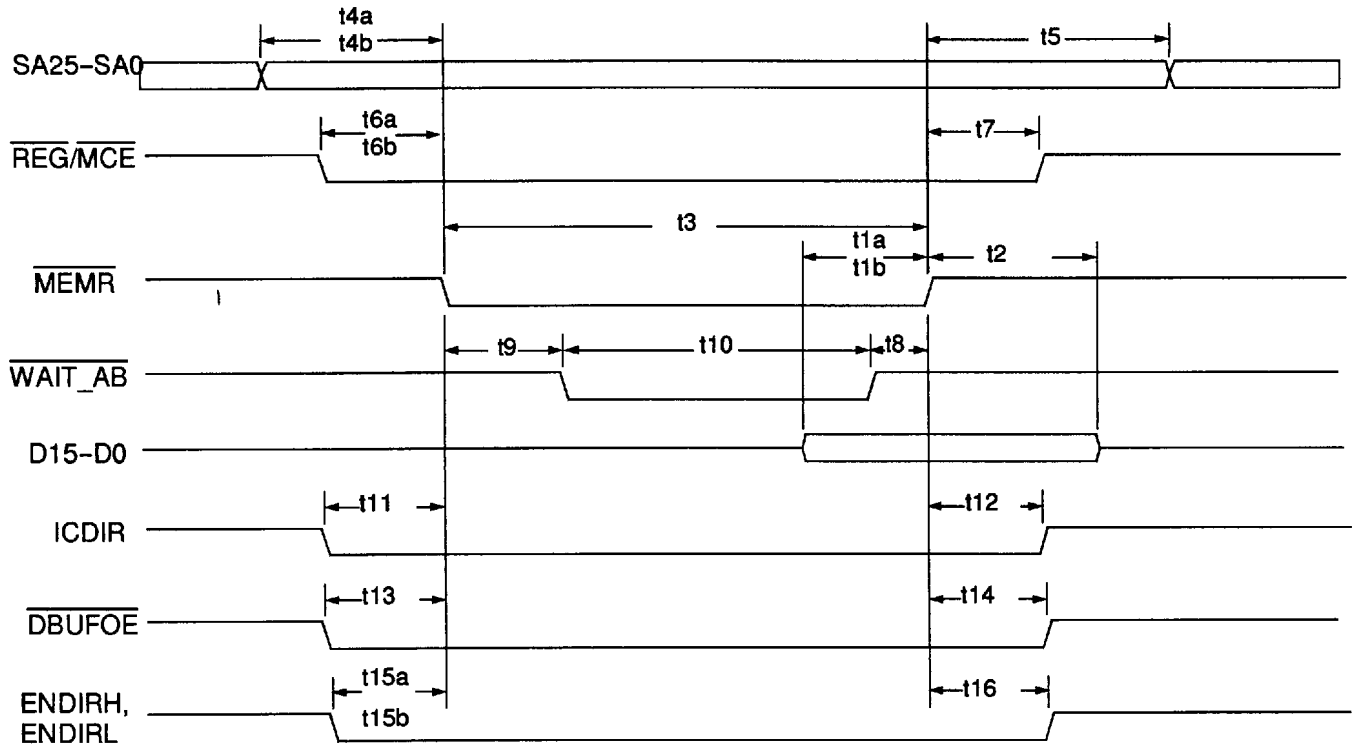 t4a
t4b
t5
SA25-SA0
t6a
t6b
t7
REG/MCE
t3
t1a
t1b
t2
MEMR
t9
t10
t8
WAIT_AB
D15-D0
t11
t12
ICDIR
t13
t14
DBUFOE
t15a
t15b
t16
ENDIRH,
ENDIRL